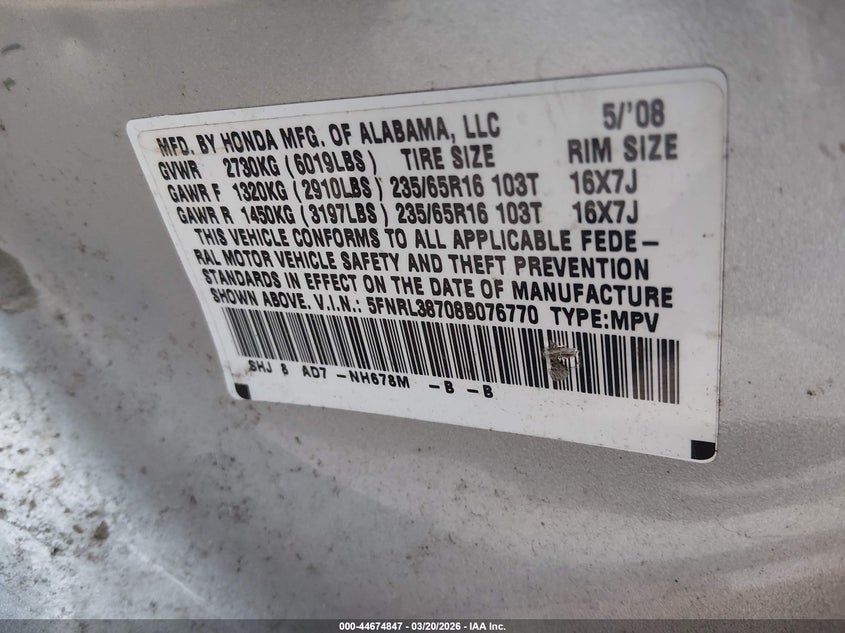 MFD. BY HONDA MFG. OF ALABAMA, LLC 5/'08
GVWR 2730KG (6019LBS) TIRE SIZE RIM SIZE
GAWR F 1320KG (2910LBS) 235/65R16 103T 16X7J
GAWR R 1450KG (3197LBS) 235/65R16 103T 16X7J
THIS VEHICLE CONFORMS TO ALL APPLICABLE FEDE-
RAL MOTOR VEHICLE SAFETY AND THEFT PREVENTION
STANDARDS IN EFFECT ON THE DATE OF MANUFACTURE
SHOWN ABOVE. V.I.N.: 5FNRL38708B076770 TYPE:MPV
SHJ 8 AD7 -NH678M -B -B
000-44674847 — 03/20/2026 — IAA Inc.